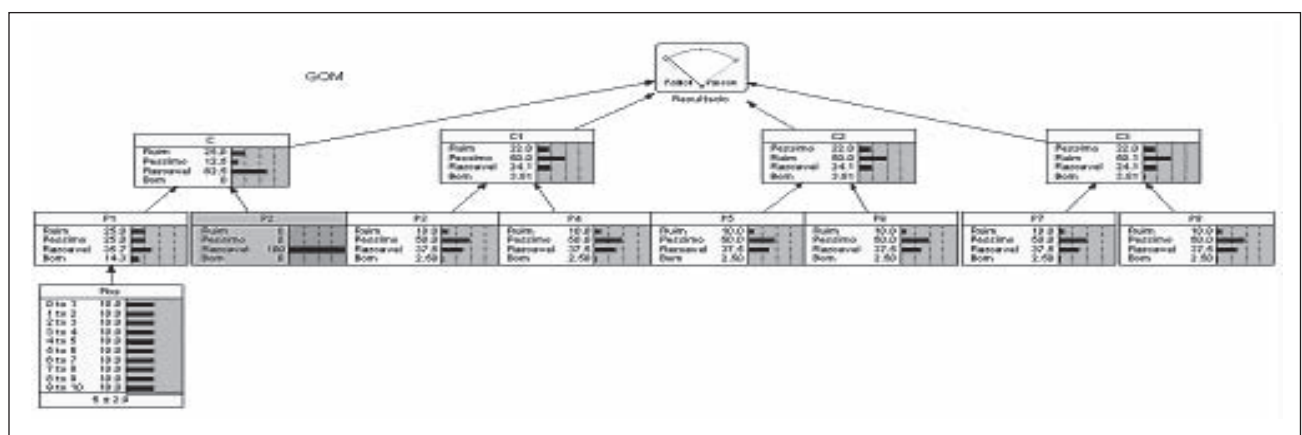 GQM
Resultado
C
Ruim 25.0
Pessimo 12.5
Razoavel 62.5
Bom 0
C1
Ruim 22.0
Pessimo 50.0
Razoavel 24.1
Bom 3.81
C2
Pessimo 22.0
Ruim 50.0
Razoavel 24.1
Bom 3.81
C3
Pessimo 22.0
Ruim 50.1
Razoavel 24.1
Bom 3.81
P1
Ruim 25.0
Pessimo 25.0
Razoavel 35.7
Bom 14.3
P2
Ruim 0
Pessimo 0
Razoavel 100
Bom 0
P3
Ruim 10.0
Pessimo 50.0
Razoavel 37.5
Bom 2.50
P4
Ruim 10.0
Pessimo 50.0
Razoavel 37.5
Bom 2.50
P5
Ruim 10.0
Pessimo 50.0
Razoavel 37.5
Bom 2.50
P6
Ruim 10.0
Pessimo 50.0
Razoavel 37.5
Bom 2.50
P7
Ruim 10.0
Pessimo 50.0
Razoavel 37.5
Bom 2.50
P8
Ruim 10.0
Pessimo 50.0
Razoavel 37.5
Bom 2.50
0 to 1 10.0
1 to 2 10.0
2 to 3 10.0
3 to 4 10.0
4 to 5 10.0
5 to 6 10.0
6 to 7 10.0
7 to 8 10.0
8 to 9 10.0
9 to 10 10.0
5 ± 2.9